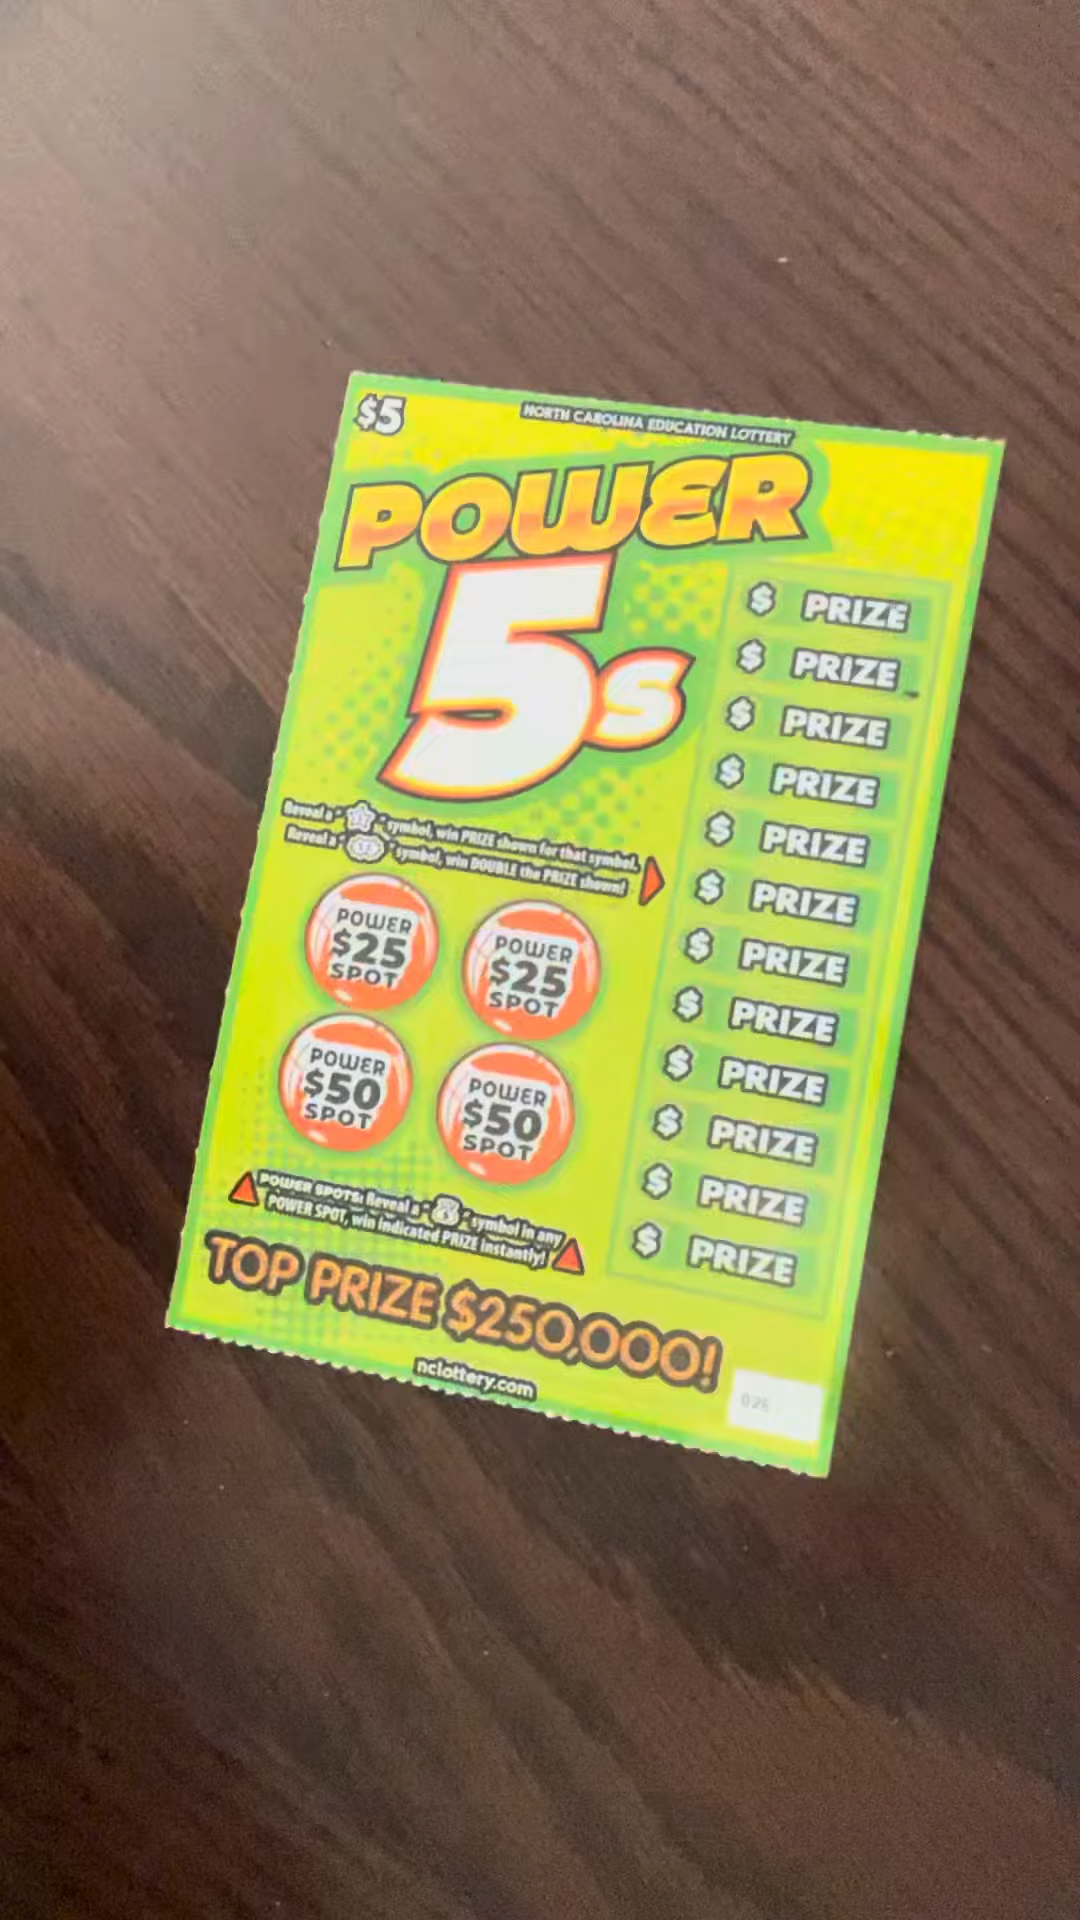 $5
NORTH CAROLINA EDUCATION LOTTERY
POWER
5s
Reveal a " " symbol, win PRIZE shown for that symbol.
Reveal a " " symbol, win DOUBLE the PRIZE shown!
$ PRIZE
$ PRIZE
$ PRIZE
$ PRIZE
$ PRIZE
$ PRIZE
$ PRIZE
$ PRIZE
$ PRIZE
$ PRIZE
$ PRIZE
$ PRIZE
POWER
$25
SPOT
POWER
$25
SPOT
POWER
$50
SPOT
POWER
$50
SPOT
POWER SPOTS: Reveal a " " symbol in any
POWER SPOT, win indicated PRIZE instantly!
TOP PRIZE $250,000!
nclottery.com